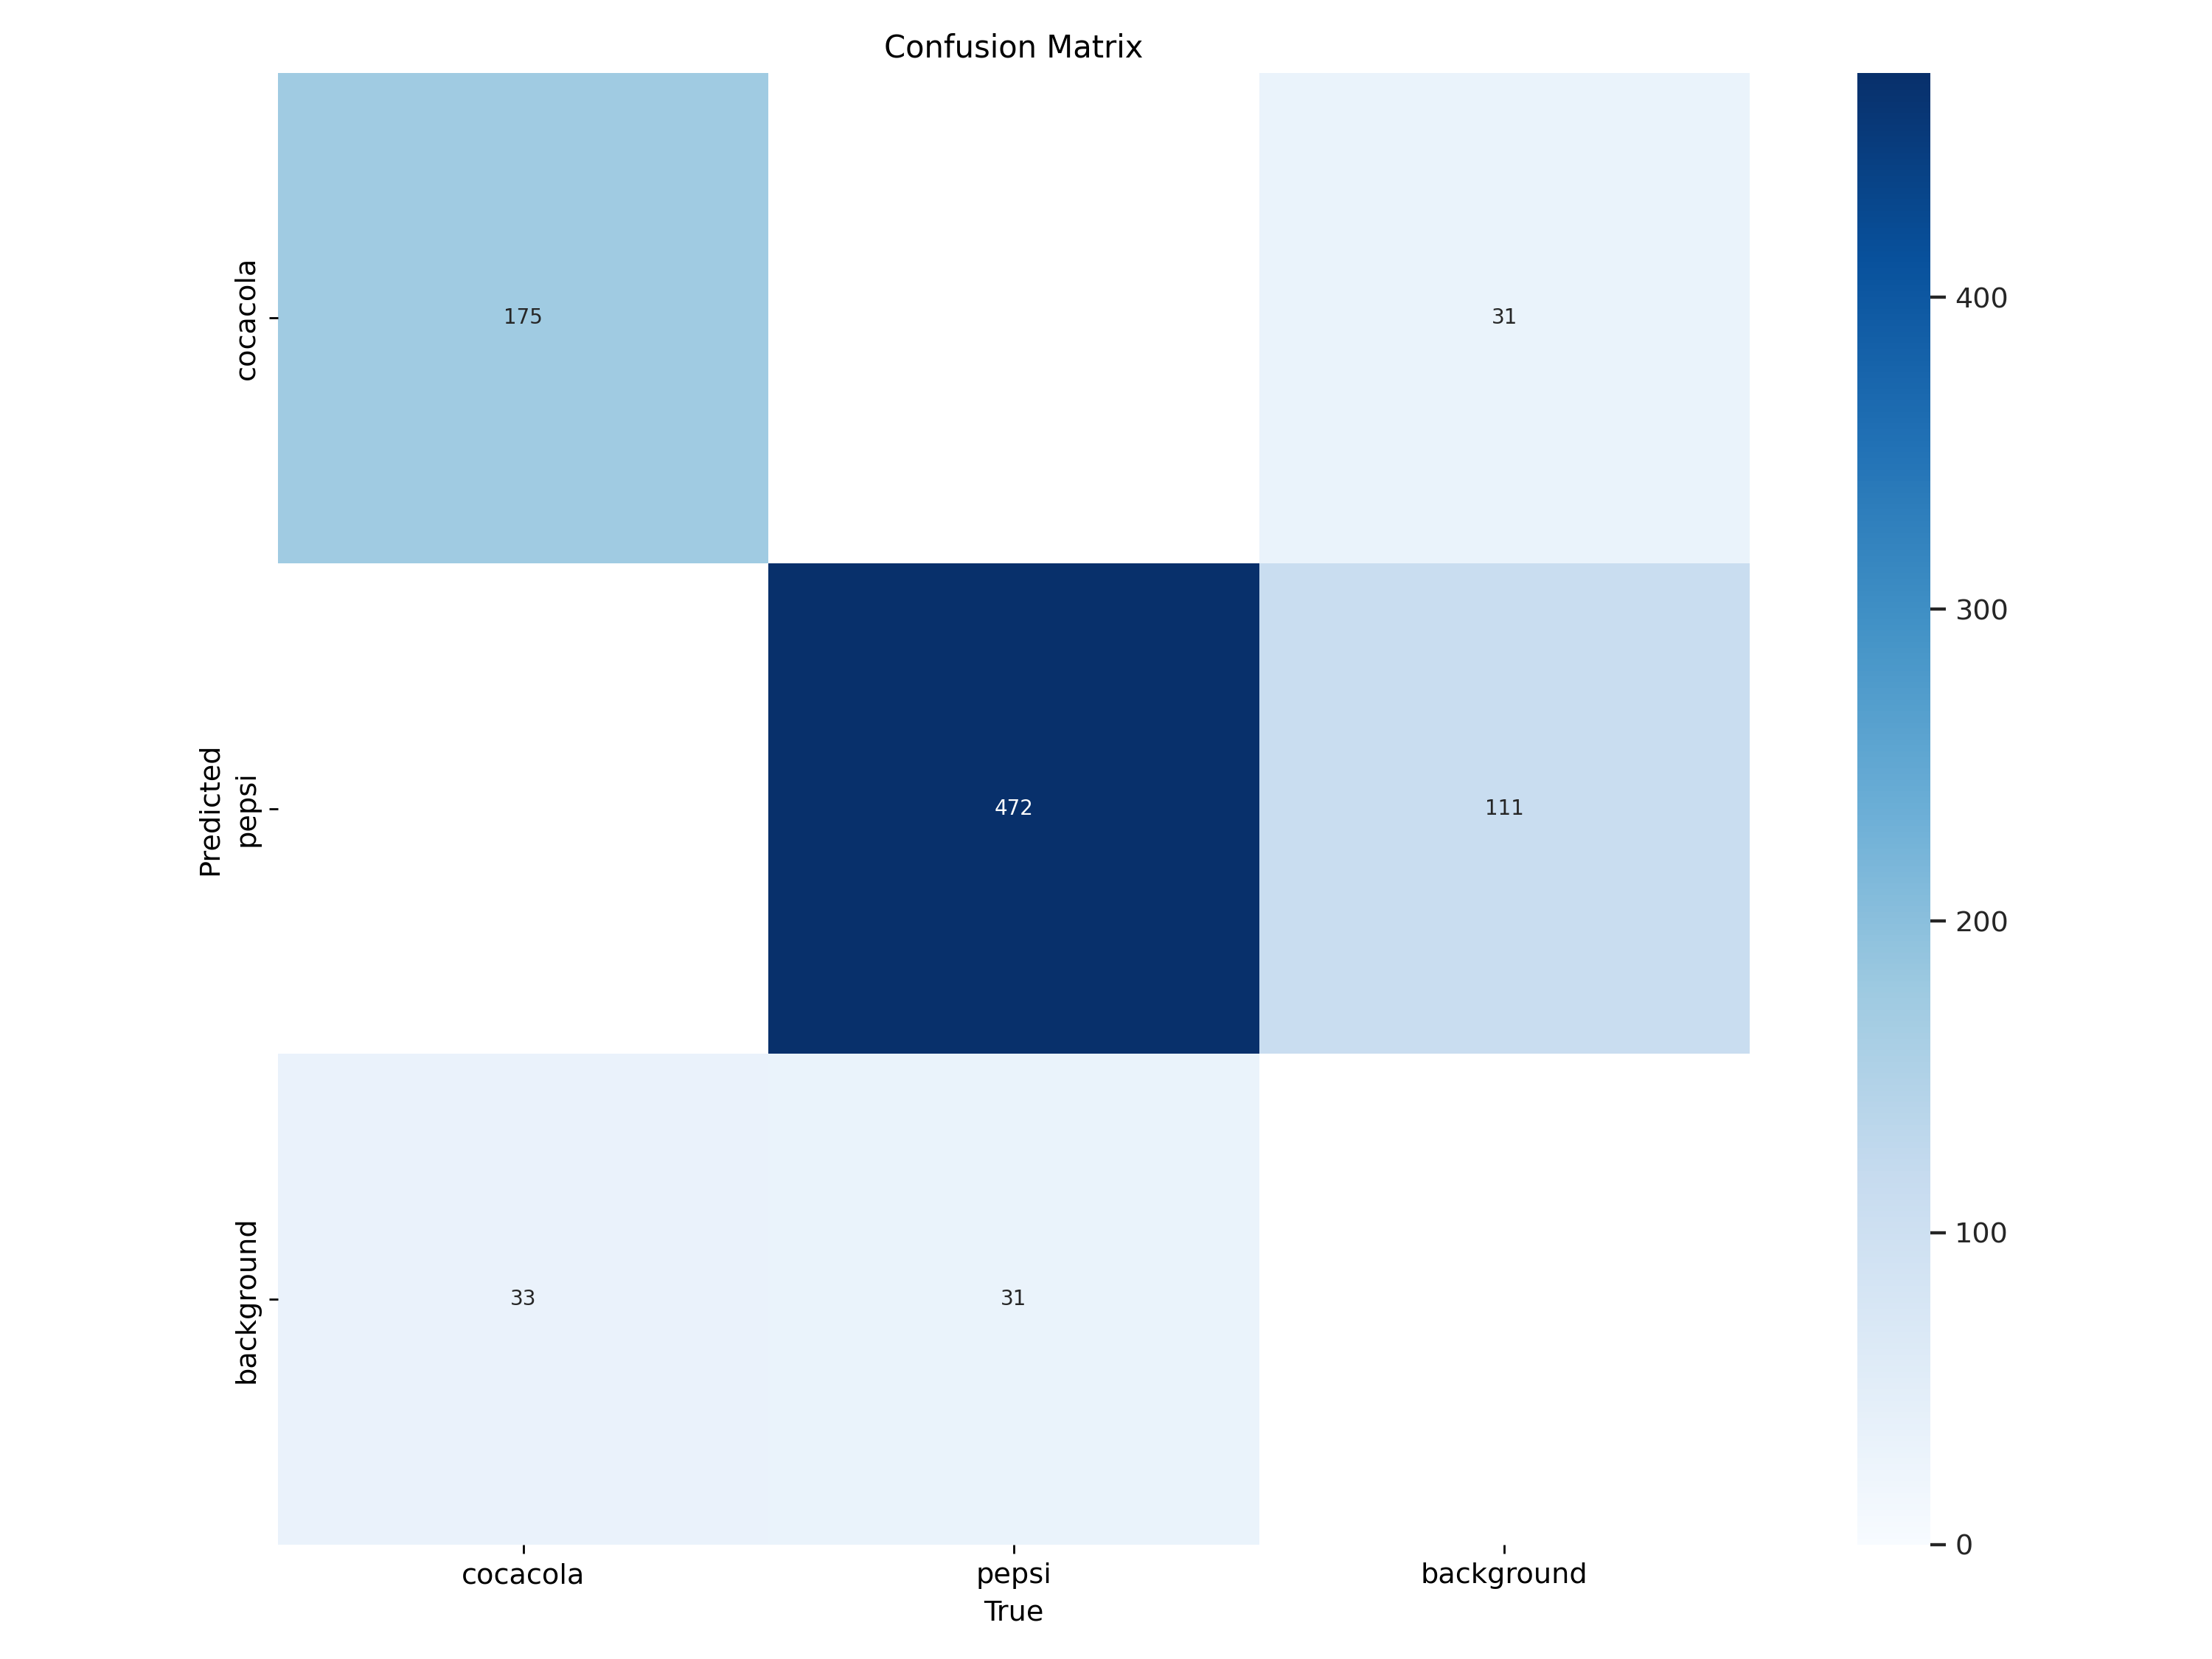 Confusion Matrix
cocacola
175
31
400
300
Predicted
pepsi
472
111
200
100
background
33
31
0
cocacola
pepsi
background
True